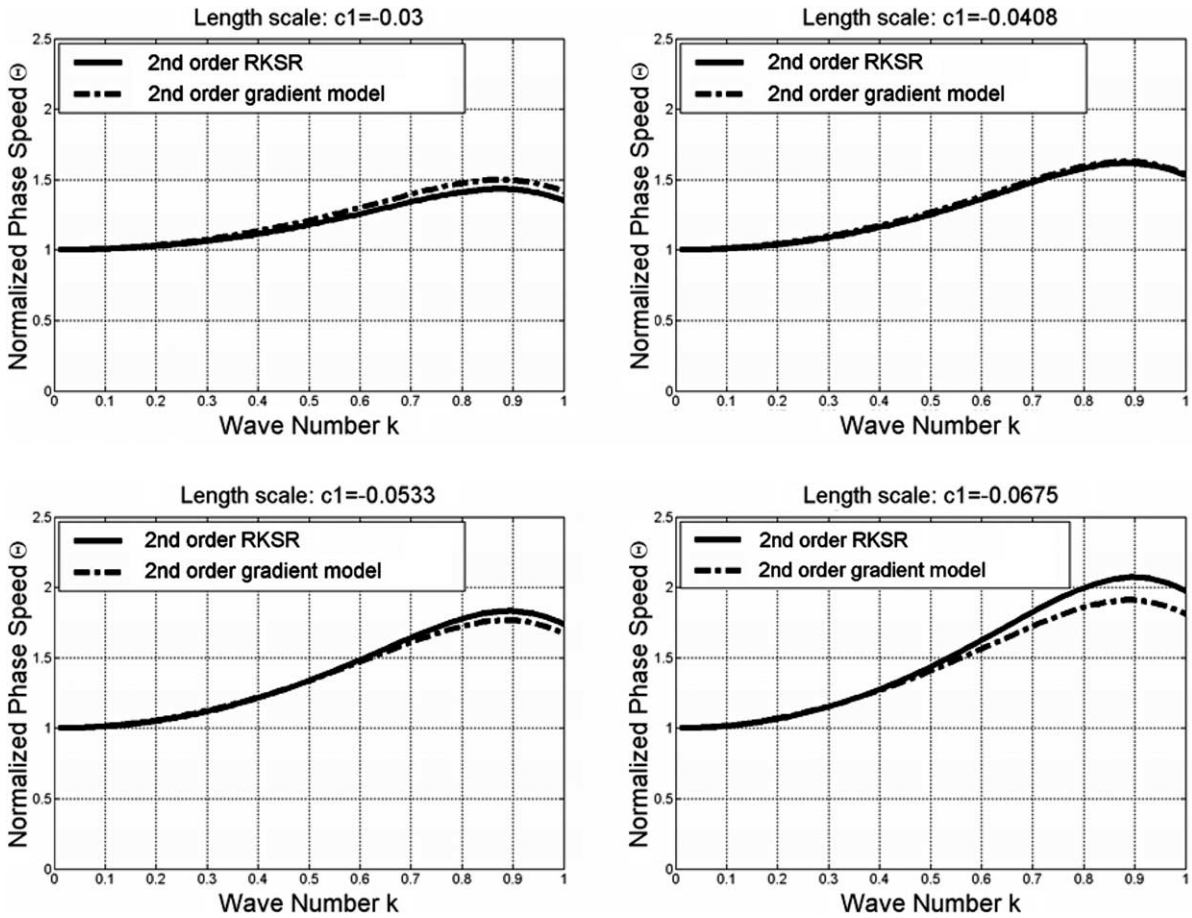 Length scale: c1=-0.03
2.5
2
1.5
1
0.5
0
Normalized Phase Speed Θ
2nd order RKSR
2nd order gradient model
0 0.1 0.2 0.3 0.4 0.5 0.6 0.7 0.8 0.9 1
Wave Number k
Length scale: c1=-0.0408
2.5
2
1.5
1
0.5
0
Normalized Phase Speed Θ
2nd order RKSR
2nd order gradient model
0 0.1 0.2 0.3 0.4 0.5 0.6 0.7 0.8 0.9 1
Wave Number k
Length scale: c1=-0.0533
2.5
2
1.5
1
0.5
0
Normalized Phase Speed Θ
2nd order RKSR
2nd order gradient model
0 0.1 0.2 0.3 0.4 0.5 0.6 0.7 0.8 0.9 1
Wave Number k
Length scale: c1=-0.0675
2.5
2
1.5
1
0.5
0
Normalized Phase Speed Θ
2nd order RKSR
2nd order gradient model
0 0.1 0.2 0.3 0.4 0.5 0.6 0.7 0.8 0.9 1
Wave Number k